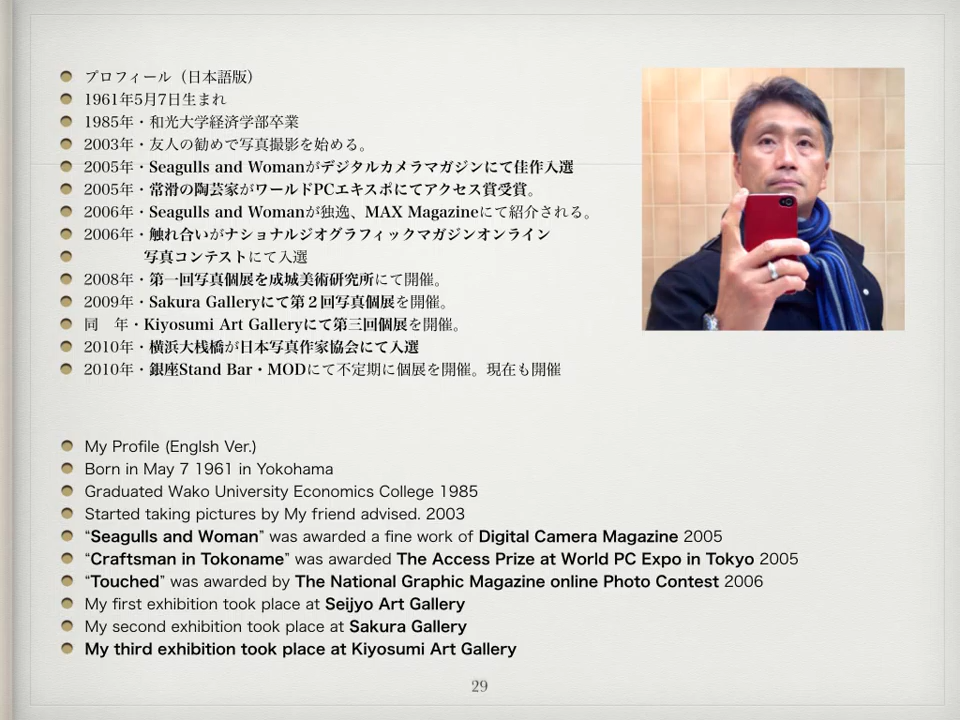 プロフィール（日本語版）
1961年5月7日生まれ
1985年・和光大学経済学部卒業
2003年・友人の勧めで写真撮影を始める。
2005年・Seagulls and Womanがデジタルカメラマガジンにて佳作入選
2005年・常滑の陶芸家がワールドPCエキスポにてアクセス賞受賞。
2006年・Seagulls and Womanが独逸、MAX Magazineにて紹介される。
2006年・触れ合いがナショナルジオグラフィックマガジンオンライン
写真コンテストにて入選
2008年・第一回写真個展を成城美術研究所にて開催。
2009年・Sakura Galleryにて第２回写真個展を開催。
同　年・Kiyosumi Art Galleryにて第三回個展を開催。
2010年・横浜大桟橋が日本写真作家協会にて入選
2010年・銀座Stand Bar・MODにて不定期に個展を開催。現在も開催
My Profile (Englsh Ver.)
Born in May 7 1961 in Yokohama
Graduated Wako University Economics College 1985
Started taking pictures by My friend advised. 2003
“Seagulls and Woman” was awarded a fine work of Digital Camera Magazine 2005
“Craftsman in Tokoname” was awarded The Access Prize at World PC Expo in Tokyo 2005
“Touched” was awarded by The National Graphic Magazine online Photo Contest 2006
My first exhibition took place at Seijyo Art Gallery
My second exhibition took place at Sakura Gallery
My third exhibition took place at Kiyosumi Art Gallery
29